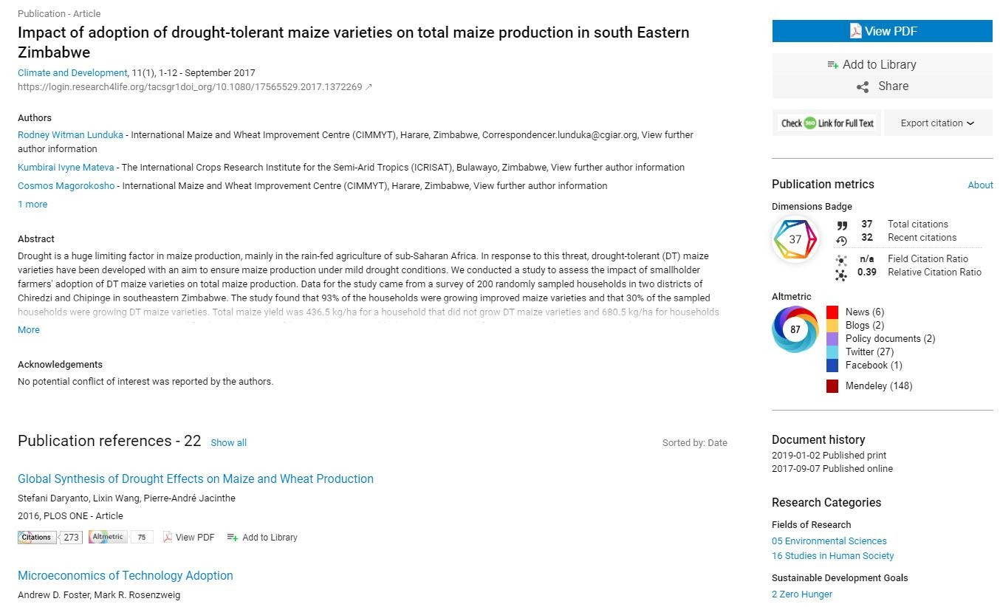 Publication - Article
Impact of adoption of drought-tolerant maize varieties on total maize production in south Eastern
Zimbabwe
Climate and Development, 11(1), 1-12 - September 2017
https://login.research4life.org/tacsgr1doi_org/10.1080/17565529.2017.1372269
Authors
Rodney Witman Lunduka - International Maize and Wheat Improvement Centre (CIMMYT), Harare, Zimbabwe, Correspondencer.lunduka@cgiar.org, View further
author information
Kumbirai Ivyne Mateva - The International Crops Research Institute for the Semi-Arid Tropics (ICRISAT), Bulawayo, Zimbabwe, View further author information
Cosmos Magorokosho - International Maize and Wheat Improvement Centre (CIMMYT), Harare, Zimbabwe, View further author information
1 more
Abstract
Drought is a huge limiting factor in maize production, mainly in the rain-fed agriculture of sub-Saharan Africa. In response to this threat, drought-tolerant (DT) maize
varieties have been developed with an aim to ensure maize production under mild drought conditions. We conducted a study to assess the impact of smallholder
farmers' adoption of DT maize varieties on total maize production. Data for the study came from a survey of 200 randomly sampled households in two districts of
Chiredzi and Chipinge in southeastern Zimbabwe. The study found that 93% of the households were growing improved maize varieties and that 30% of the sampled
households were growing DT maize varieties. Total maize yield was 436.5 kg/ha for a household that did not grow DT maize varieties and 680.5 kg/ha for households
More
Acknowledgements
No potential conflict of interest was reported by the authors.
Publication references - 22 Show all
Sorted by: Date
Global Synthesis of Drought Effects on Maize and Wheat Production
Stefani Daryanto, Lixin Wang, Pierre-André Jacinthe
2016, PLOS ONE - Article
Citations 273 Altmetric 75 View PDF Add to Library
Microeconomics of Technology Adoption
Andrew D. Foster, Mark R. Rosenzweig
View PDF
Add to Library
Share
Check 360 Link for Full Text
Export citation
Publication metrics About
Dimensions Badge
37
37 Total citations
32 Recent citations
n/a Field Citation Ratio
0.39 Relative Citation Ratio
Altmetric
87
News (6)
Blogs (2)
Policy documents (2)
Twitter (27)
Facebook (1)
Mendeley (148)
Document history
2019-01-02 Published print
2017-09-07 Published online
Research Categories
Fields of Research
05 Environmental Sciences
16 Studies in Human Society
Sustainable Development Goals
2 Zero Hunger